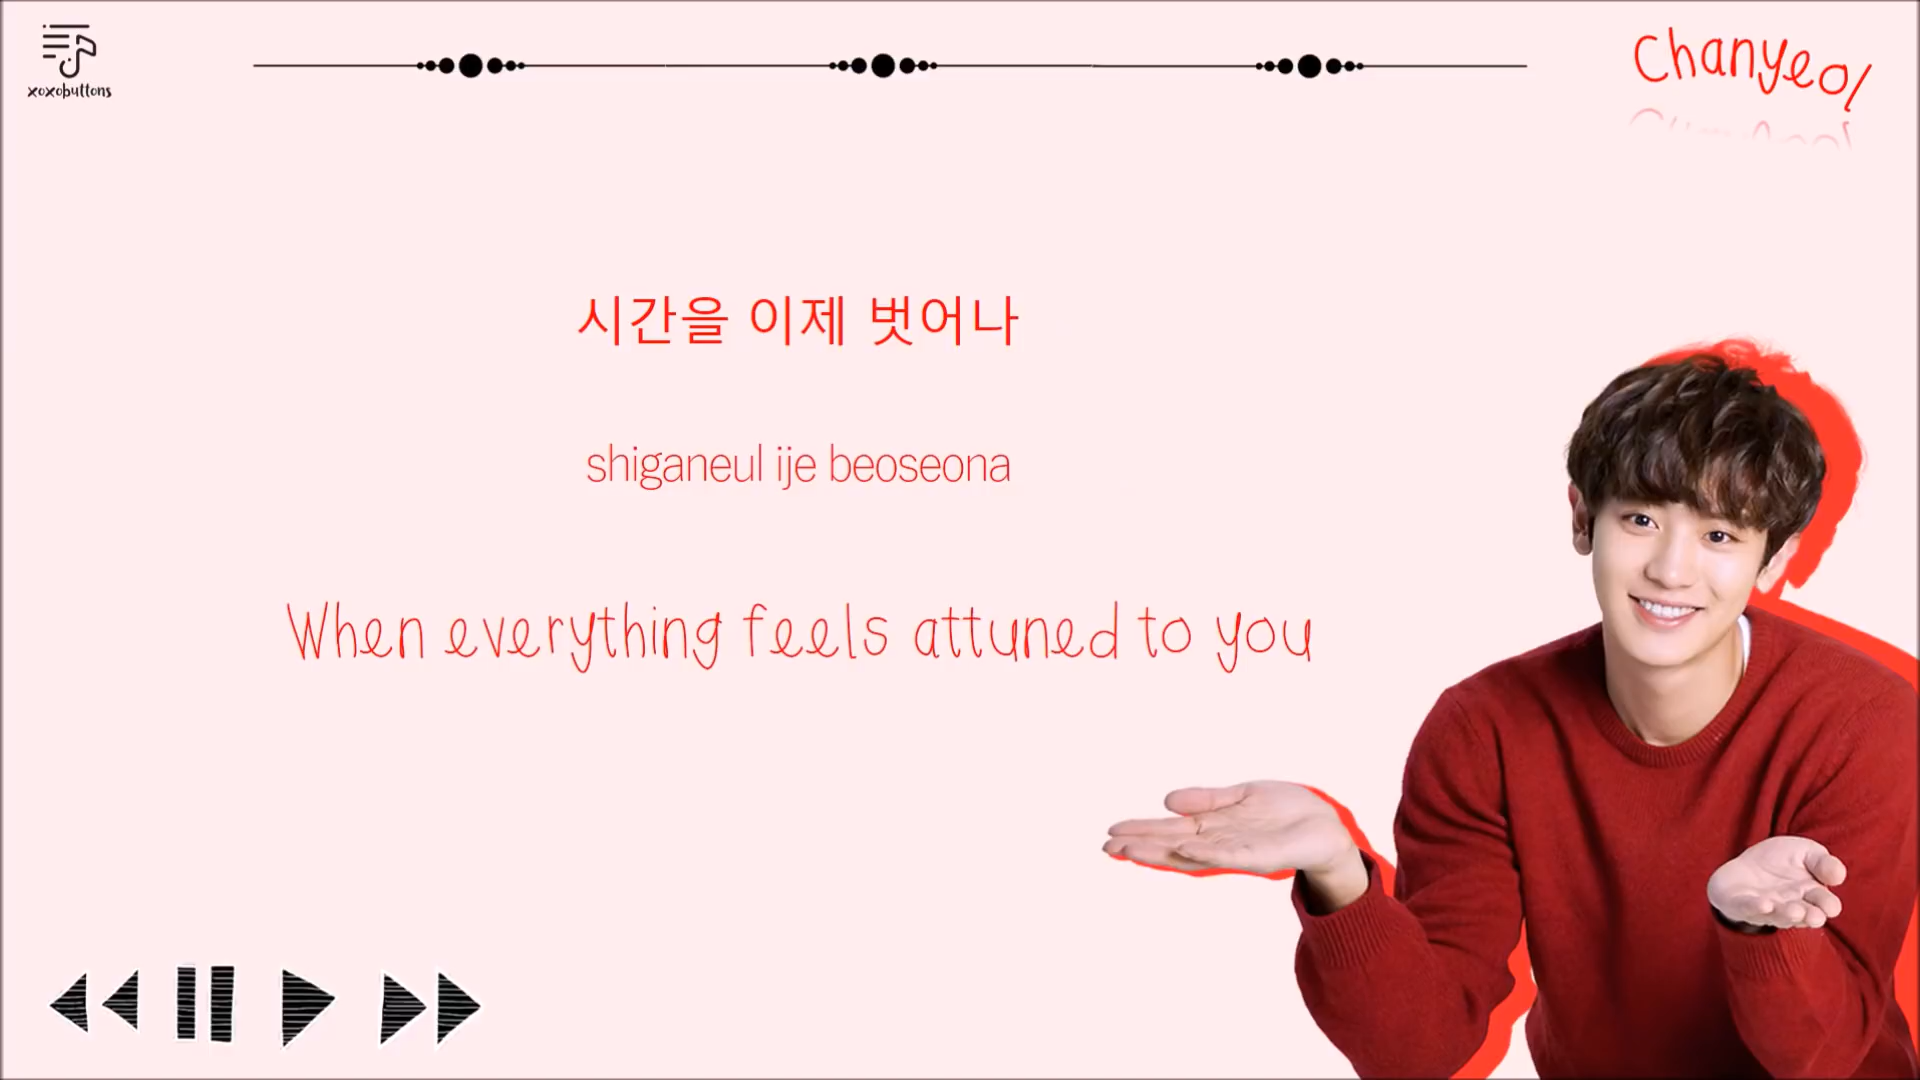 xoxobuttons
Chanyeol
시간을 이제 벗어나
shiganeul ije beoseona
When everything feels attuned to you